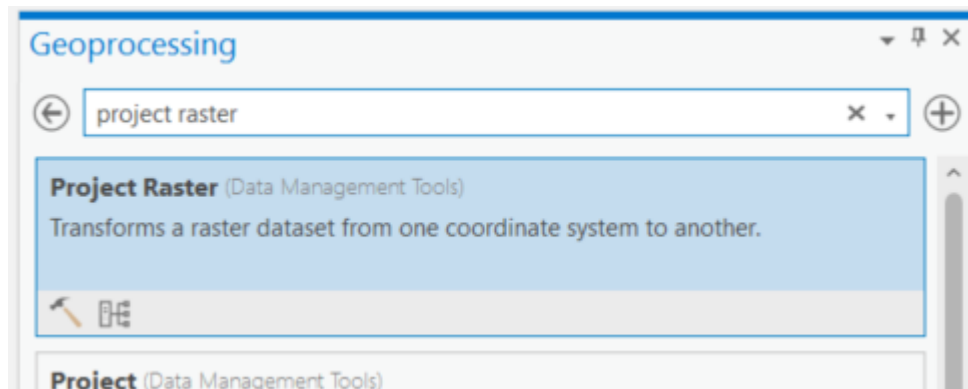 Geoprocessing
project raster
Project Raster (Data Management Tools)
Transforms a raster dataset from one coordinate system to another.
Project (Data Management Tools)